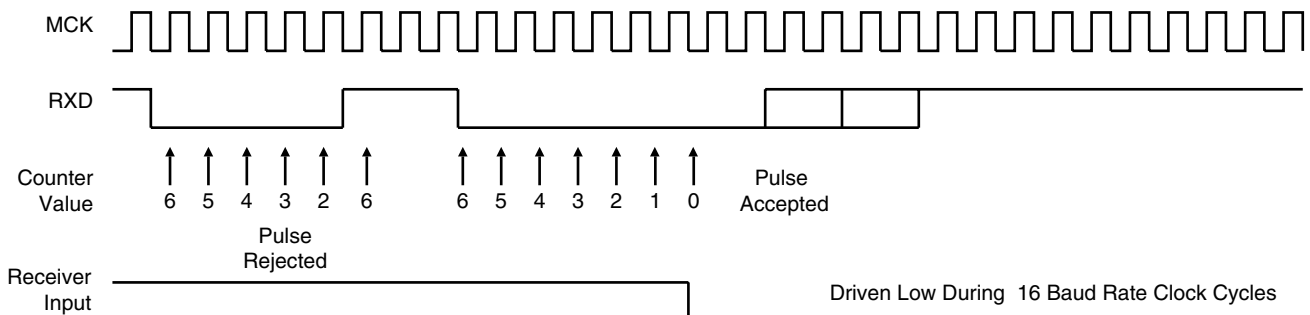 MCK
RXD
Counter
Value
6 5 4 3 2 6 6 5 4 3 2 1 0
Pulse
Accepted
Pulse
Rejected
Receiver
Input
Driven Low During 16 Baud Rate Clock Cycles